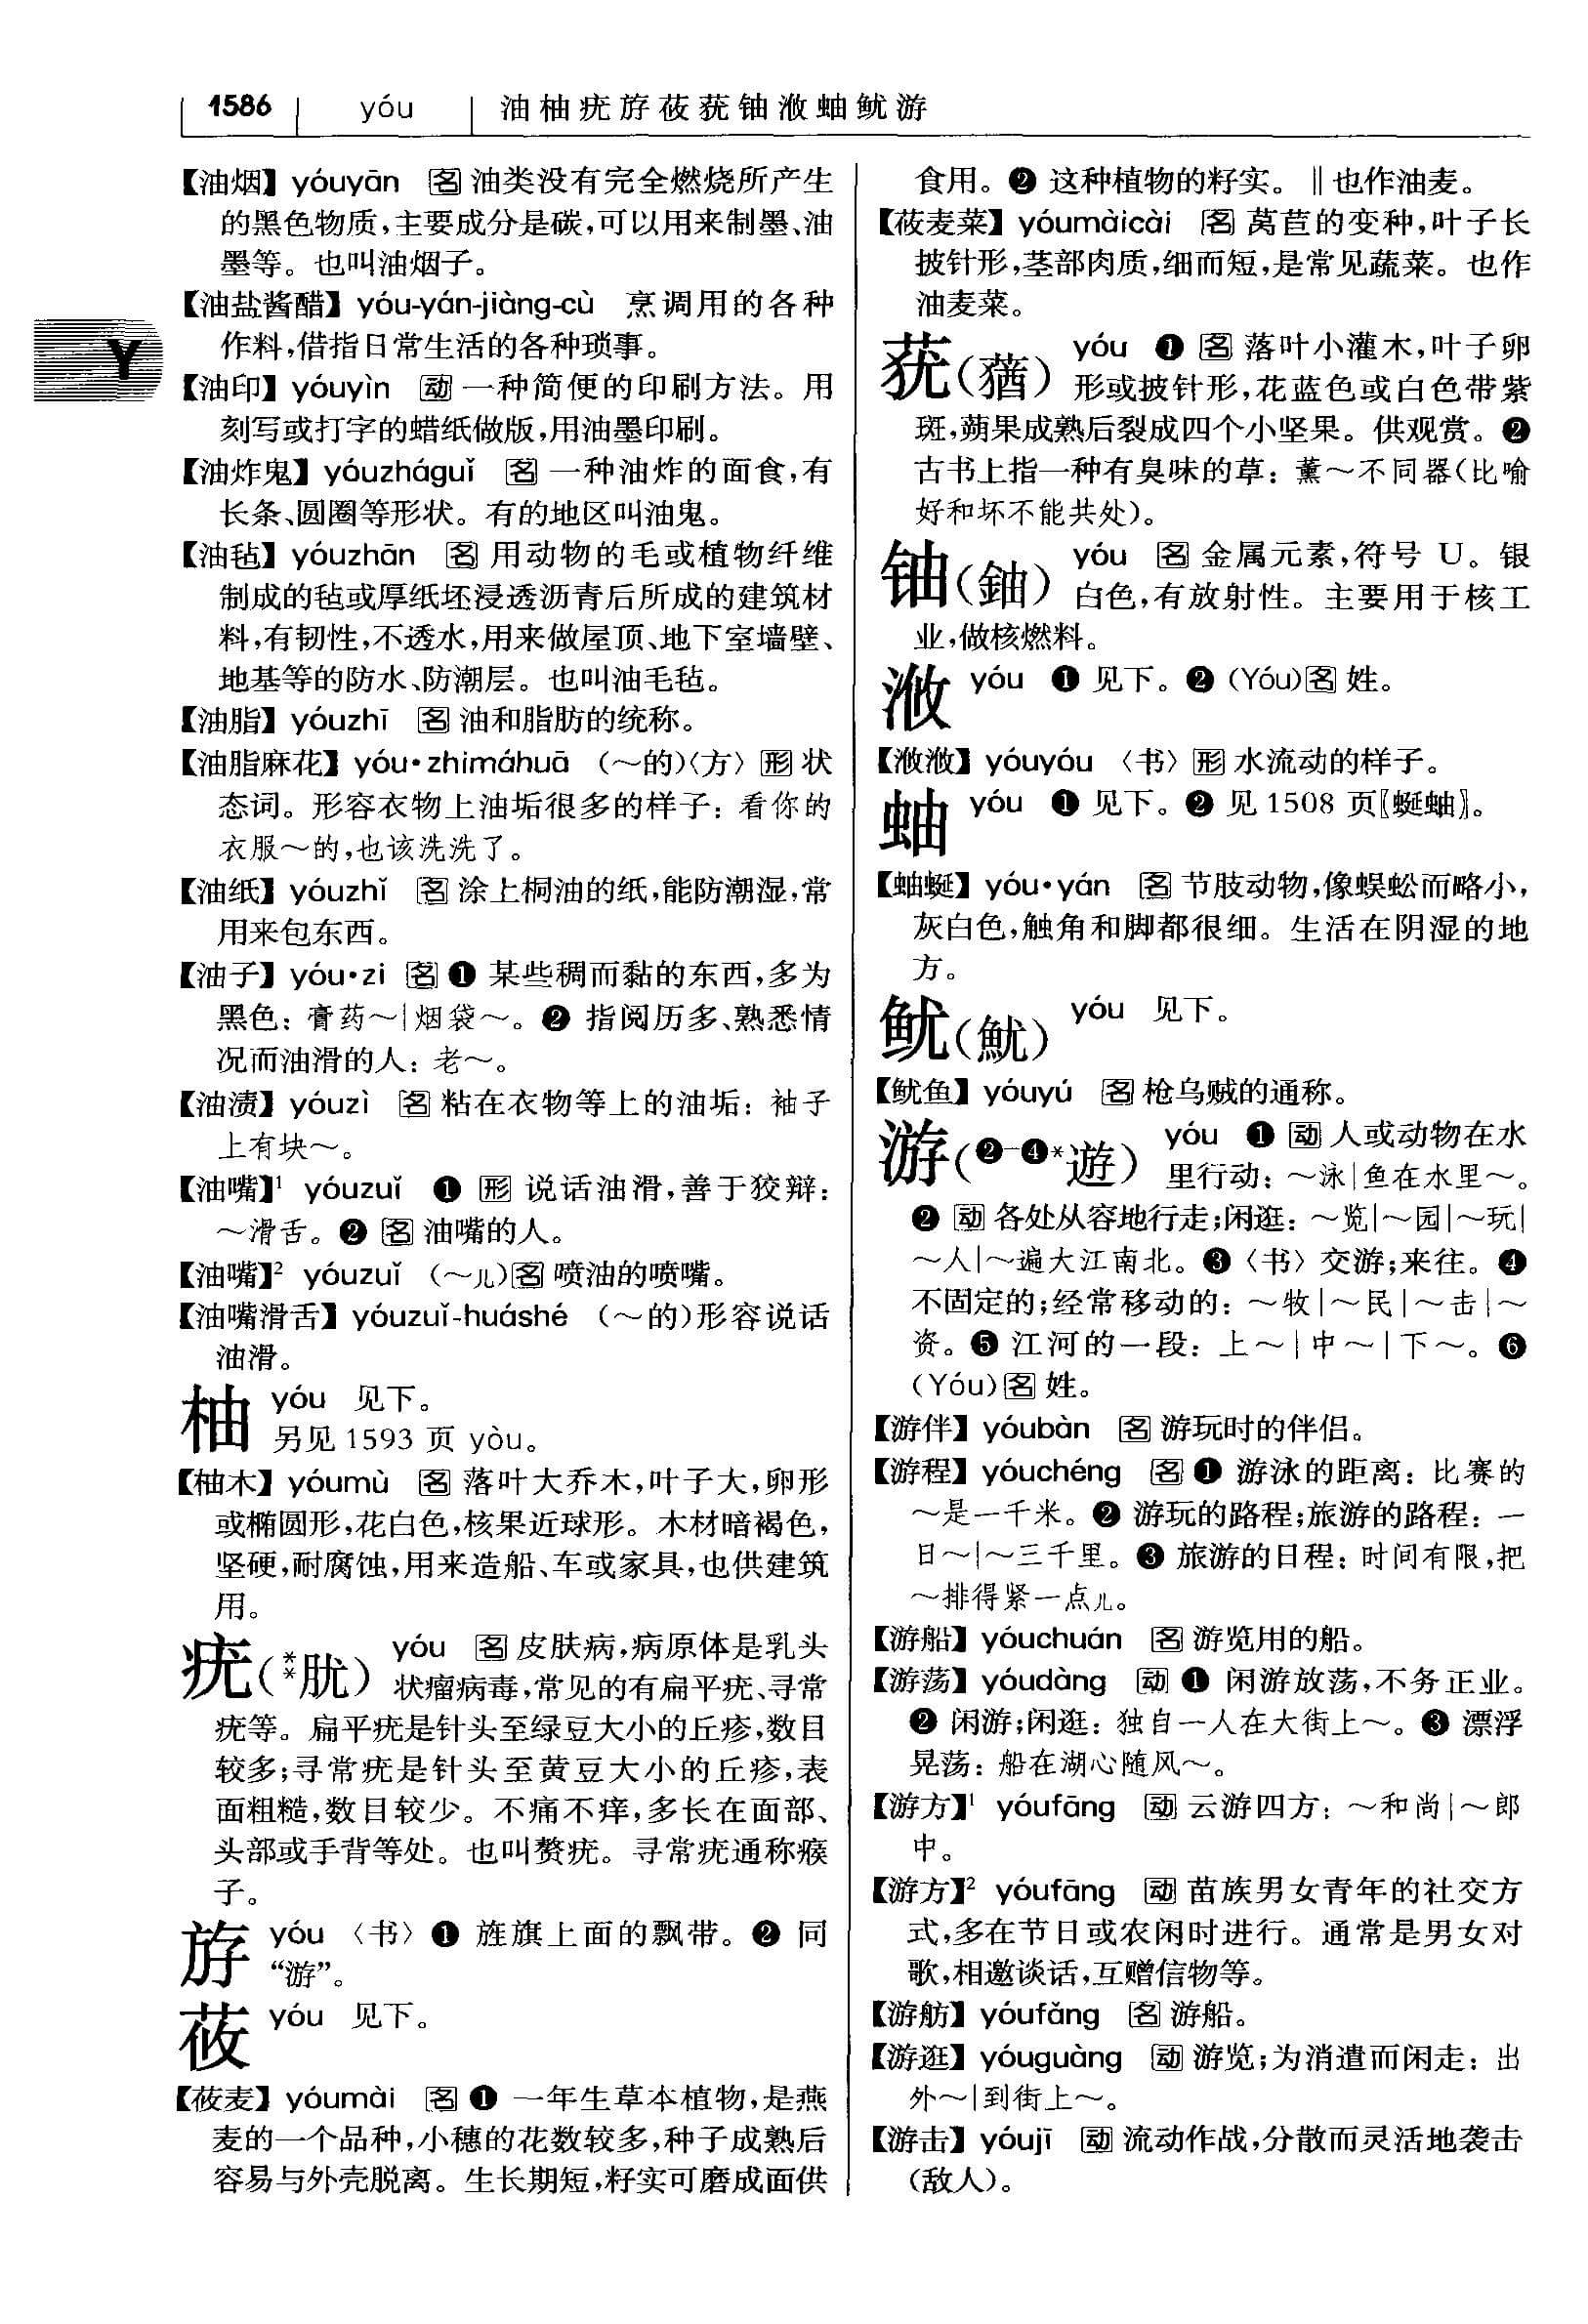 1586 yóu 油柚疣斿莜莸铀浟蚰鱿游
【油烟】 yóuyān 名 油类没有完全燃烧所产生
的黑色物质,主要成分是碳,可以用来制墨、油
墨等。也叫油烟子。
【油盐酱醋】 yóu-yán-jiàng-cù 烹调用的各种
作料,借指日常生活的各种琐事。
Y
【油印】 yóuyìn 动 一种简便的印刷方法。用
刻写或打字的蜡纸做版,用油墨印刷。
【油炸鬼】 yóuzháguǐ 名 一种油炸的面食,有
长条、圆圈等形状。有的地区叫油鬼。
【油毡】 yóuzhān 名 用动物的毛或植物纤维
制成的毡或厚纸坯浸透沥青后所成的建筑材
料,有韧性,不透水,用来做屋顶、地下室墙壁、
地基等的防水、防潮层。也叫油毛毡。
【油脂】 yóuzhī 名 油和脂肪的统称。
【油脂麻花】 yóu•zhimáhuā (～的)〈方〉 形 状
态词。形容衣物上油垢很多的样子: 看你的
衣服～的,也该洗洗了。
【油纸】 yóuzhǐ 名 涂上桐油的纸,能防潮湿,常
用来包东西。
【油子】 yóu•zi 名 ❶ 某些稠而黏的东西,多为
黑色: 膏药～|烟袋～。❷ 指阅历多、熟悉情
况而油滑的人: 老～。
【油渍】 yóuzì 名 粘在衣物等上的油垢: 袖子
上有块～。
【油嘴】¹ yóuzuǐ ❶ 形 说话油滑,善于狡辩:
～滑舌。❷ 名 油嘴的人。
【油嘴】² yóuzuǐ (～儿)名 喷油的喷嘴。
【油嘴滑舌】 yóuzuǐ-huáshé (～的)形容说话
油滑。
柚 yóu 见下。
另见 1593 页 yòu。
【柚木】 yóumù 名 落叶大乔木,叶子大,卵形
或椭圆形,花白色,核果近球形。木材暗褐色,
坚硬,耐腐蚀,用来造船、车或家具,也供建筑
用。
疣(**肬) yóu 名 皮肤病,病原体是乳头
状瘤病毒,常见的有扁平疣、寻常
疣等。扁平疣是针头至绿豆大小的丘疹,数目
较多;寻常疣是针头至黄豆大小的丘疹,表
面粗糙,数目较少。不痛不痒,多长在面部、
头部或手背等处。也叫赘疣。寻常疣通称瘊
子。
斿 yóu 〈书〉 ❶ 旌旗上面的飘带。❷ 同
“游”。
莜 yóu 见下。
【莜麦】 yóumài 名 ❶ 一年生草本植物,是燕
麦的一个品种,小穗的花数较多,种子成熟后
容易与外壳脱离。生长期短,籽实可磨成面供
食用。❷ 这种植物的籽实。‖也作油麦。
【莜麦菜】 yóumàicài 名 莴苣的变种,叶子长
披针形,茎部肉质,细而短,是常见蔬菜。也作
油麦菜。
莸(蕕) yóu ❶ 名 落叶小灌木,叶子卵
形或披针形,花蓝色或白色带紫
斑,蒴果成熟后裂成四个小坚果。供观赏。❷
古书上指一种有臭味的草: 薰～不同器(比喻
好和坏不能共处)。
铀(鈾) yóu 名 金属元素,符号 U。银
白色,有放射性。主要用于核工
业,做核燃料。
浟 yóu ❶ 见下。❷ (Yóu)名 姓。
【浟浟】 yóuyóu 〈书〉 形 水流动的样子。
蚰 yóu ❶ 见下。❷ 见 1508 页〖蜒蚰〗。
【蚰蜒】 yóu•yán 名 节肢动物,像蜈蚣而略小,
灰白色,触角和脚都很细。生活在阴湿的地
方。
鱿(魷) yóu 见下。
【鱿鱼】 yóuyú 名 枪乌贼的通称。
游(❷-❹*遊) yóu ❶ 动 人或动物在水
里行动: ～泳|鱼在水里～。
❷ 动 各处从容地行走;闲逛: ～览|～园|～玩|
～人|～遍大江南北。❸〈书〉交游;来往。❹
不固定的;经常移动的: ～牧|～民|～击|～
资。❺ 江河的一段: 上～|中～|下～。❻
(Yóu)名 姓。
【游伴】 yóubàn 名 游玩时的伴侣。
【游程】 yóuchéng 名 ❶ 游泳的距离: 比赛的
～是一千米。❷ 游玩的路程;旅游的路程: 一
日～|～三千里。❸ 旅游的日程: 时间有限,把
～排得紧一点儿。
【游船】 yóuchuán 名 游览用的船。
【游荡】 yóudàng 动 ❶ 闲游放荡,不务正业。
❷ 闲游;闲逛: 独自一人在大街上～。❸ 漂浮
晃荡: 船在湖心随风～。
【游方】¹ yóufāng 动 云游四方: ～和尚|～郎
中。
【游方】² yóufāng 动 苗族男女青年的社交方
式,多在节日或农闲时进行。通常是男女对
歌,相邀谈话,互赠信物等。
【游舫】 yóufǎng 名 游船。
【游逛】 yóuguàng 动 游览;为消遣而闲走: 出
外～|到街上～。
【游击】 yóujī 动 流动作战,分散而灵活地袭击
(敌人)。